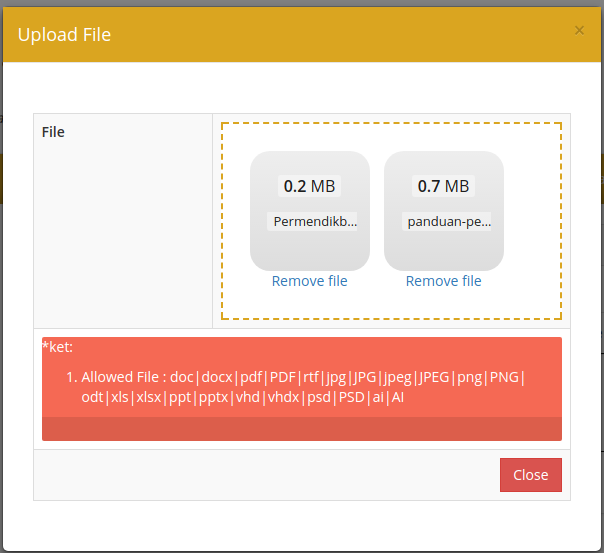 Upload File ×
File
0.2 MB 0.7 MB
Permendikb... panduan-pe...
Remove file Remove file
*ket:
1. Allowed File : doc|docx|pdf|PDF|rtf|jpg|JPG|jpeg|JPEG|png|PNG|
odt|xls|xlsx|ppt|pptx|vhd|vhdx|psd|PSD|ai|AI
Close